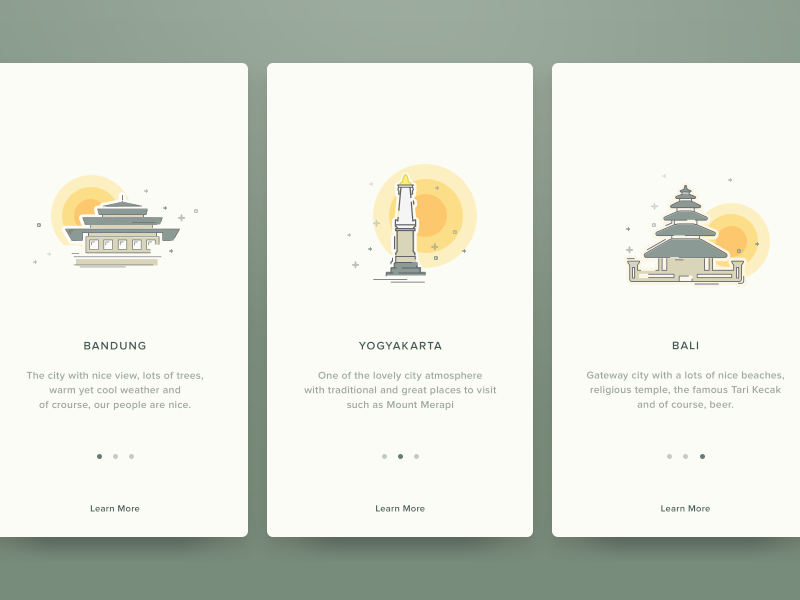 BANDUNG
The city with nice view, lots of trees,
warm yet cool weather and
of crourse, our people are nice.
Learn More
YOGYAKARTA
One of the lovely city atmosphere
with traditional and great places to visit
such as Mount Merapi
Learn More
BALI
Gateway city with a lots of nice beaches,
religious temple, the famous Tari Kecak
and of course, beer.
Learn More